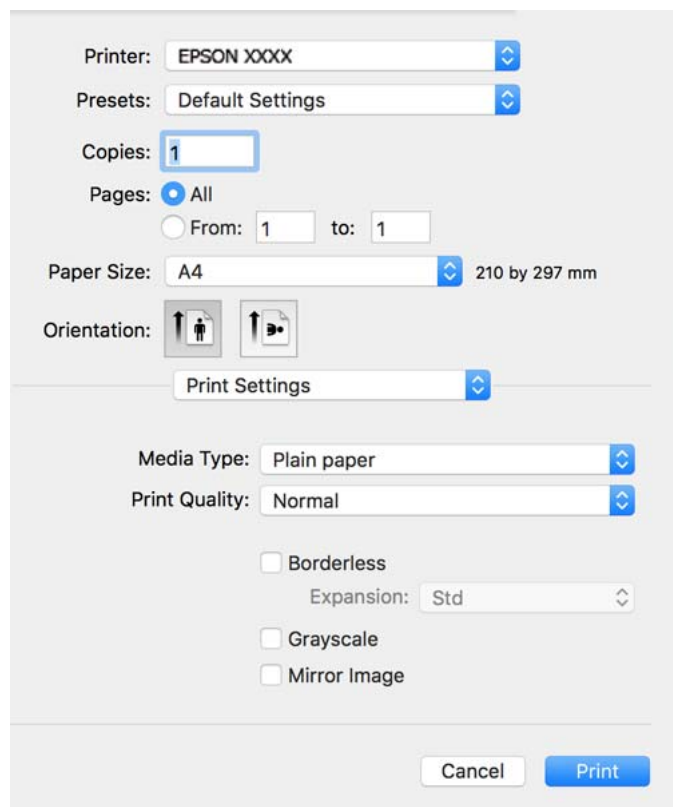 Printer: EPSON XXXX
Presets: Default Settings
Copies: 1
Pages: All
From: 1 to: 1
Paper Size: A4 210 by 297 mm
Orientation:
Print Settings
Media Type: Plain paper
Print Quality: Normal
Borderless
Expansion: Std
Grayscale
Mirror Image
Cancel Print